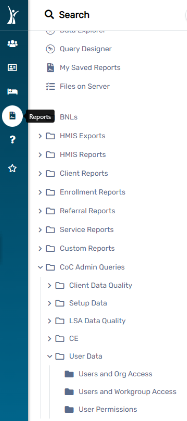 Search
Data Explorer
Query Designer
My Saved Reports
Files on Server
Reports
BNLs
HMIS Exports
HMIS Reports
Client Reports
Enrollment Reports
Referral Reports
Service Reports
Custom Reports
CoC Admin Queries
Client Data Quality
Setup Data
LSA Data Quality
CE
User Data
Users and Org Access
Users and Workgroup Access
User Permissions